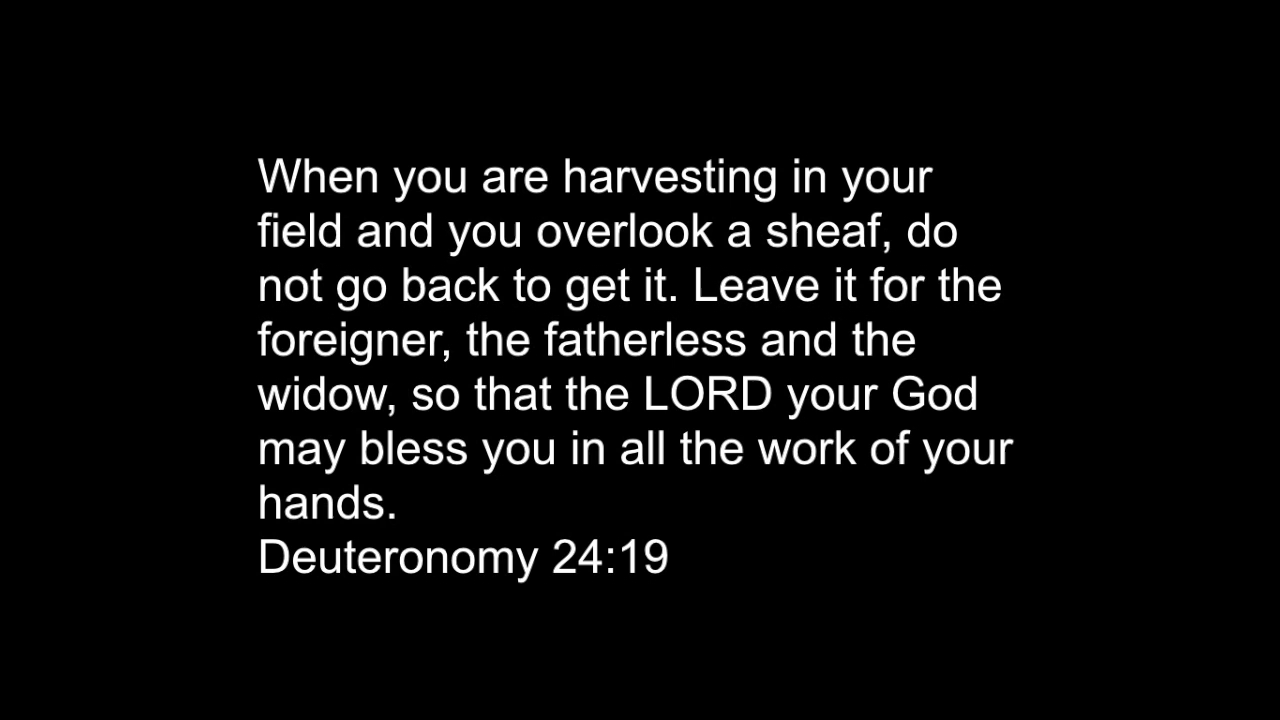 When you are harvesting in your
field and you overlook a sheaf, do
not go back to get it. Leave it for the
foreigner, the fatherless and the
widow, so that the LORD your God
may bless you in all the work of your
hands.
Deuteronomy 24:19